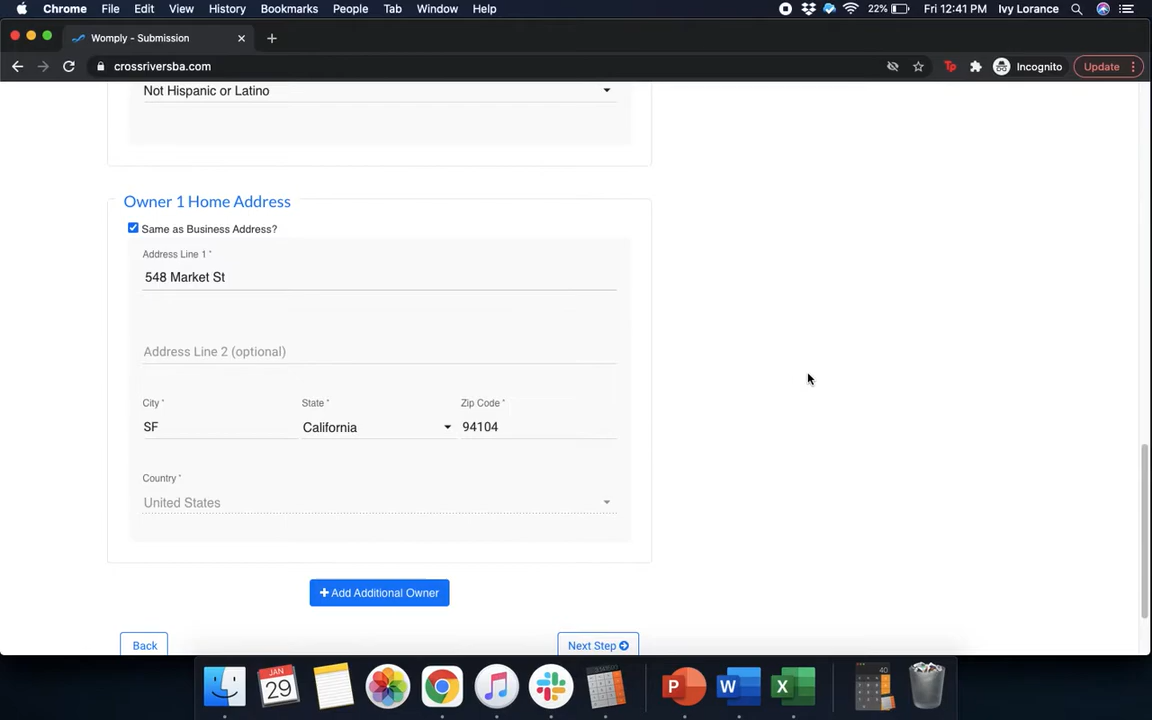 Chrome File Edit View History Bookmarks People Tab Window Help 22% Fri 12:41 PM Ivy Lorance
Womply - Submission
crossriversba.com Incognito Update
Not Hispanic or Latino
Owner 1 Home Address
Same as Business Address?
Address Line 1 *
548 Market St
Address Line 2 (optional)
City * State * Zip Code *
SF California 94104
Country *
United States
+ Add Additional Owner
Back Next Step
JAN
29
P W X
40